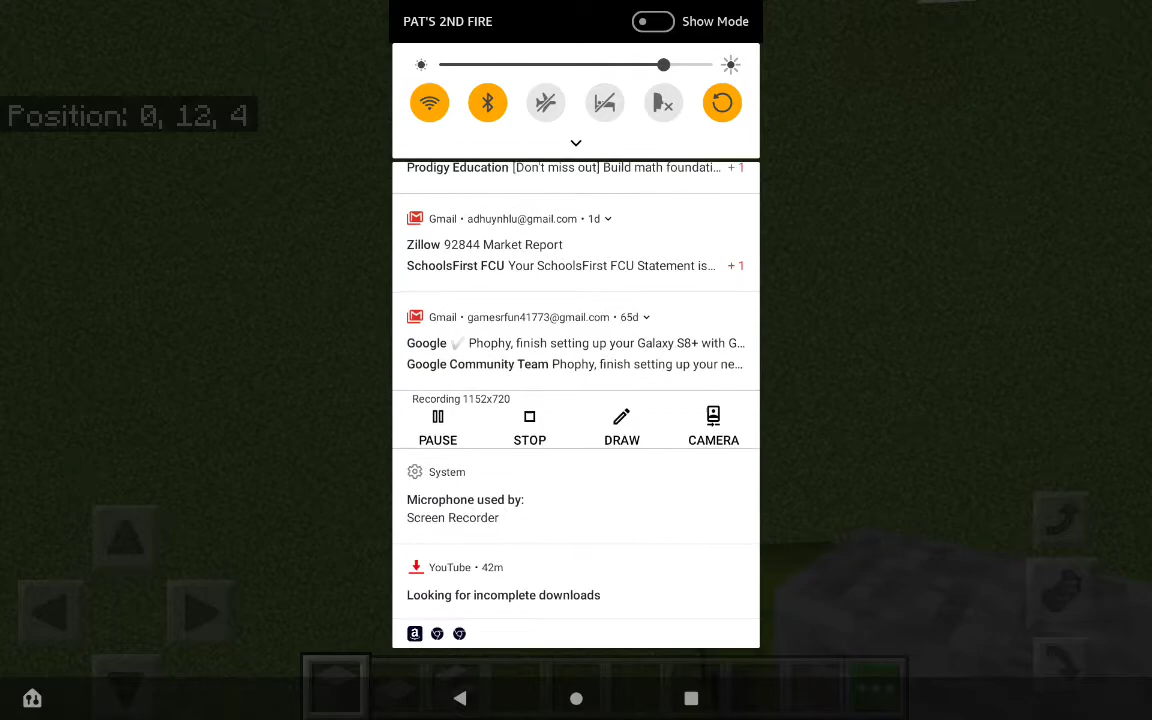 PAT'S 2ND FIRE
Show Mode
Position: 0, 12, 4
Prodigy Education [Don't miss out] Build math foundati... + 1
Gmail • adhuynhlu@gmail.com • 1d
Zillow 92844 Market Report
SchoolsFirst FCU Your SchoolsFirst FCU Statement is... + 1
Gmail • gamesrfun41773@gmail.com • 65d
Google ✔ Phophy, finish setting up your Galaxy S8+ with G...
Google Community Team Phophy, finish setting up your ne...
Recording 1152x720
PAUSE STOP DRAW CAMERA
System
Microphone used by:
Screen Recorder
YouTube • 42m
Looking for incomplete downloads